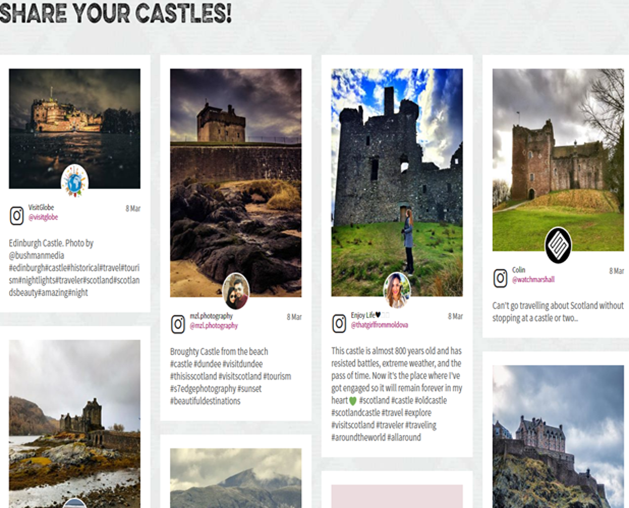 SHARE YOUR CASTLES!
VisitGlobe
8 Mar
@visitglobe
Edinburgh Castle. Photo by
@bushmanmedia
#edinburgh#castle#historical#travel#touri
sm#nightlights#traveler#scotland#scotlan
dsbeauty#amazing#night
mzl.photography
8 Mar
@mzl.photography
Broughty Castle from the beach
#castle #dundee #visitdundee
#thisisscotland #visitscotland #tourism
#s7edgephotography #sunset
#beautifuldestinations
Enjoy Life🖤
8 Mar
@thatgirlfrommoldova
This castle is almost 800 years old and has
resisted battles, extreme weather, and the
pass of time. Now it's the place where I've
got engaged so it will remain forever in my
heart💚 #scotland #castle #oldcastle
#scotlandcastle #travel #explore
#visitscotland #traveler #traveling
#aroundtheworld #allaround
Colin
8 Mar
@watchmarshall
Can't go travelling about Scotland without
stopping at a castle or two...